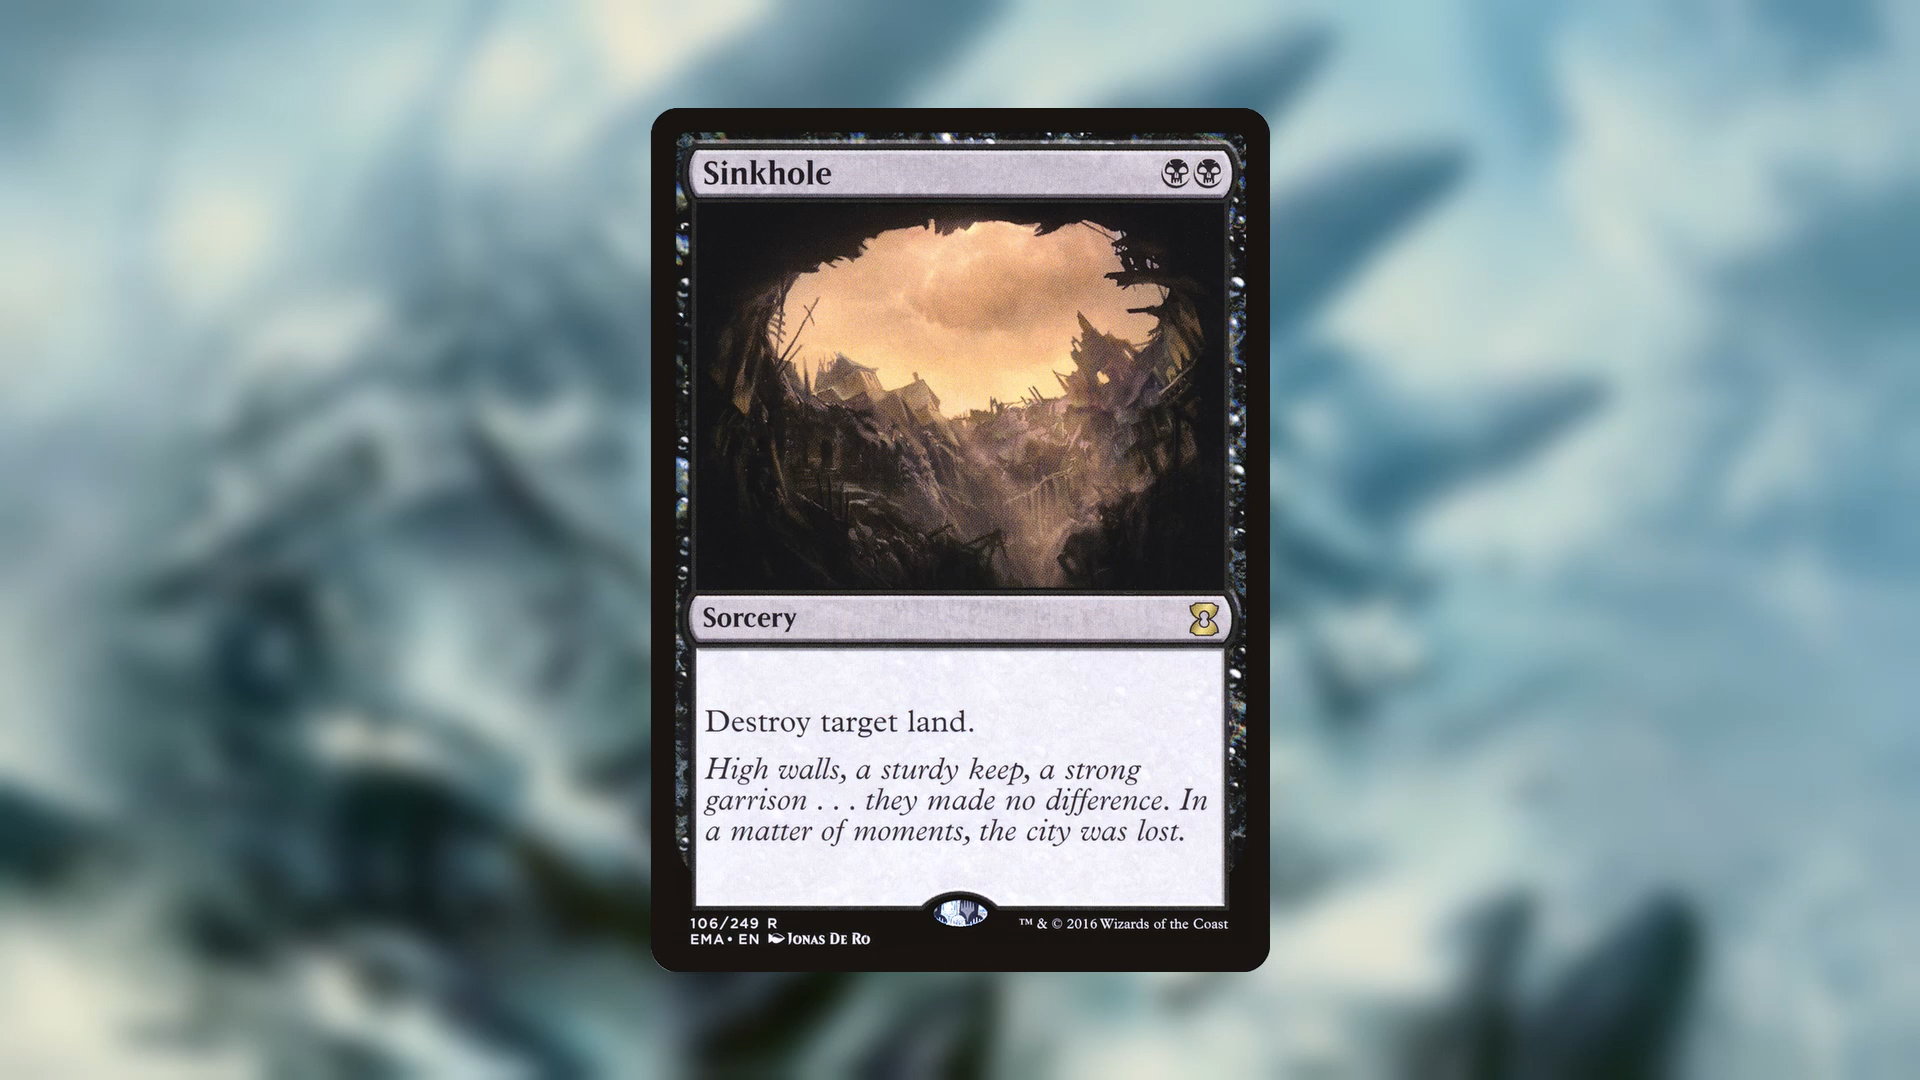 Sinkhole
Sorcery
Destroy target land.
High walls, a sturdy keep, a strong
garrison . . . they made no difference. In
a matter of moments, the city was lost.
106/249 R
EMA • EN Jonas De Ro
™ & © 2016 Wizards of the Coast